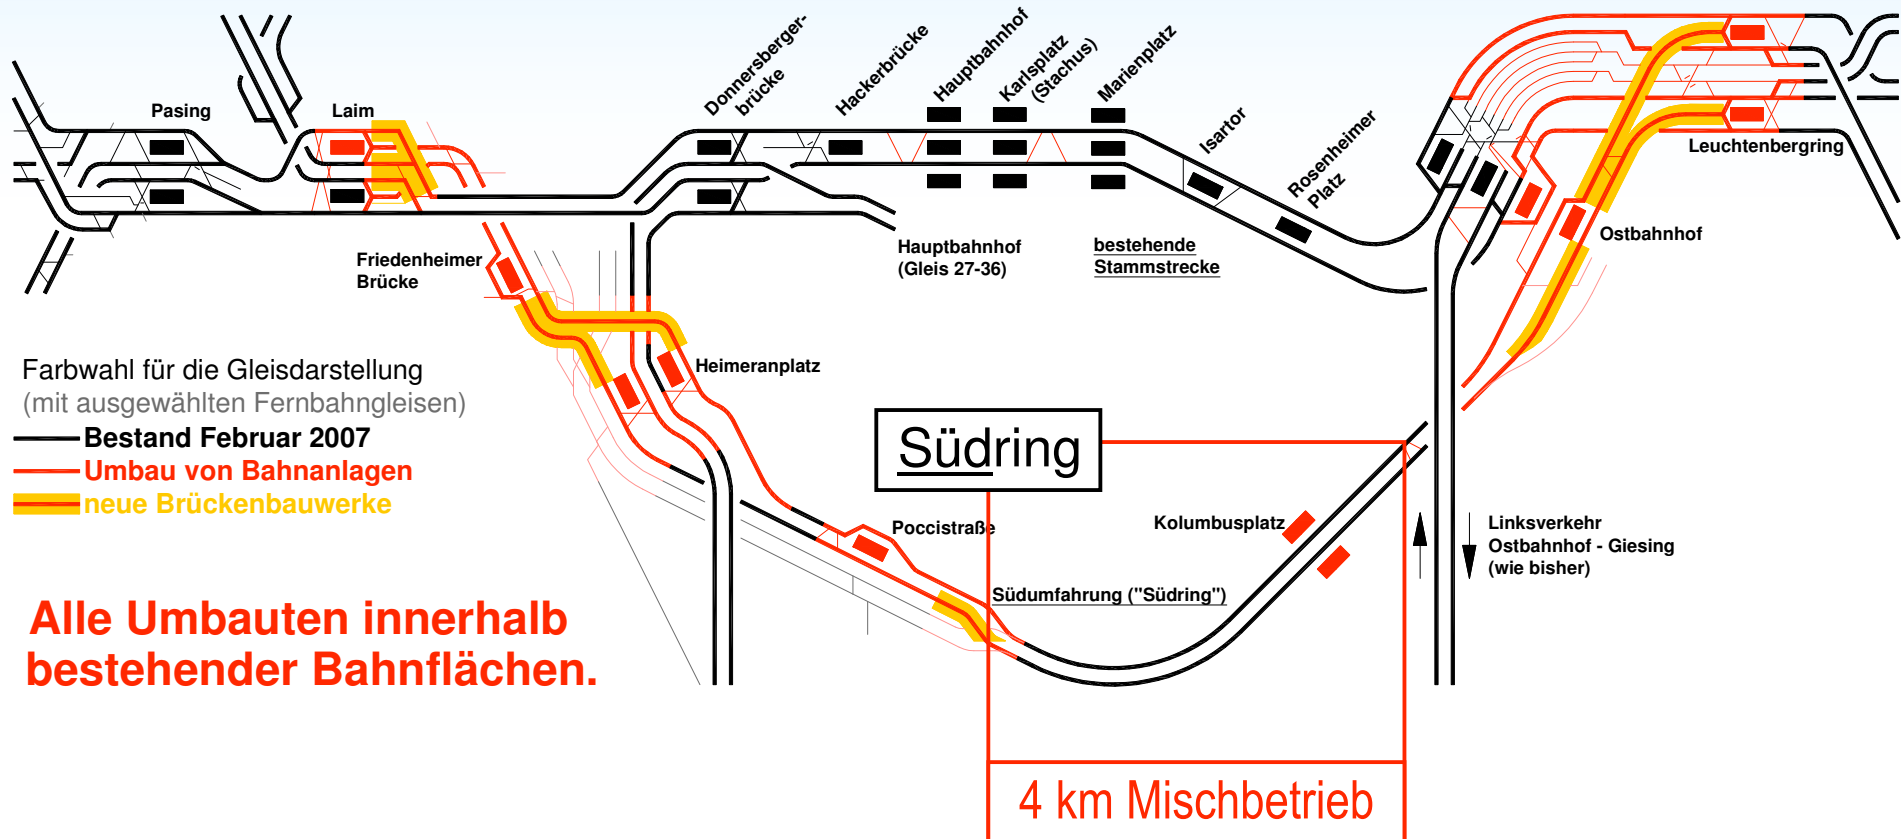 Pasing
Laim
Donnersberger-
brücke
Hackerbrücke
Hauptbahnhof
Karlsplatz
(Stachus)
Marienplatz
Isartor
Rosenheimer
Platz
Leuchtenbergring
Ostbahnhof
Friedenheimer
Brücke
Hauptbahnhof
(Gleis 27-36)
bestehende
Stammstrecke
Heimeranplatz
Farbwahl für die Gleisdarstellung
(mit ausgewählten Fernbahngleisen)
Bestand Februar 2007
Umbau von Bahnanlagen
neue Brückenbauwerke
Südring
Poccistraße
Kolumbusplatz
Linksverkehr
Ostbahnhof - Giesing
(wie bisher)
Südumfahrung ("Südring")
Alle Umbauten innerhalb
bestehender Bahnflächen.
4 km Mischbetrieb